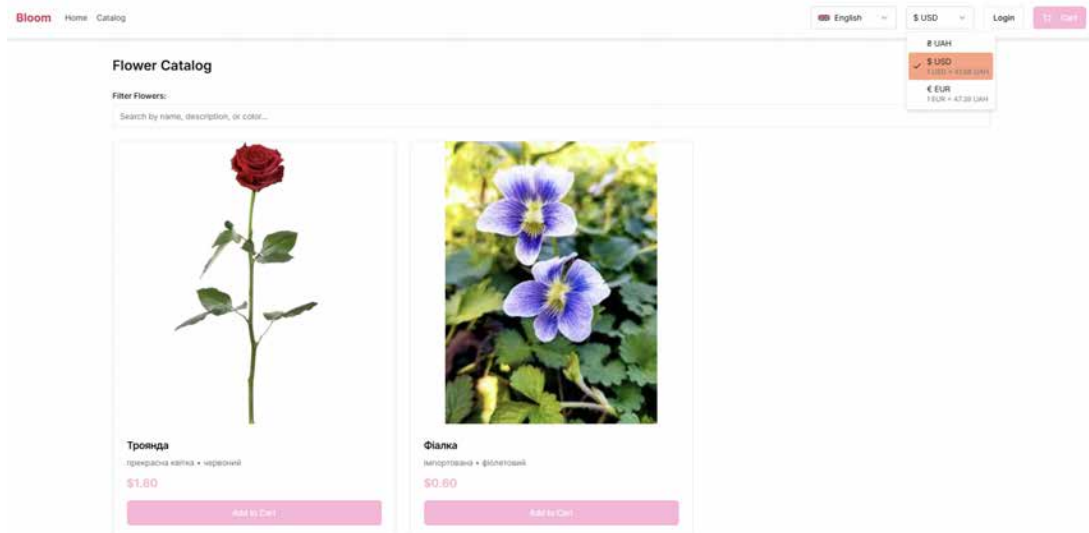 Bloom Home Catalog English $ USD Login Cart
₴ UAH
$ USD
€ EUR
1 EUR = 47.39 UAH
Flower Catalog
Filter Flowers:
Search by name, description, or color...
Троянда
прекрасна квітка • червоний
$1.80
Add to Cart
Фіалка
імпортована • фіолетовий
$0.60
Add to Cart